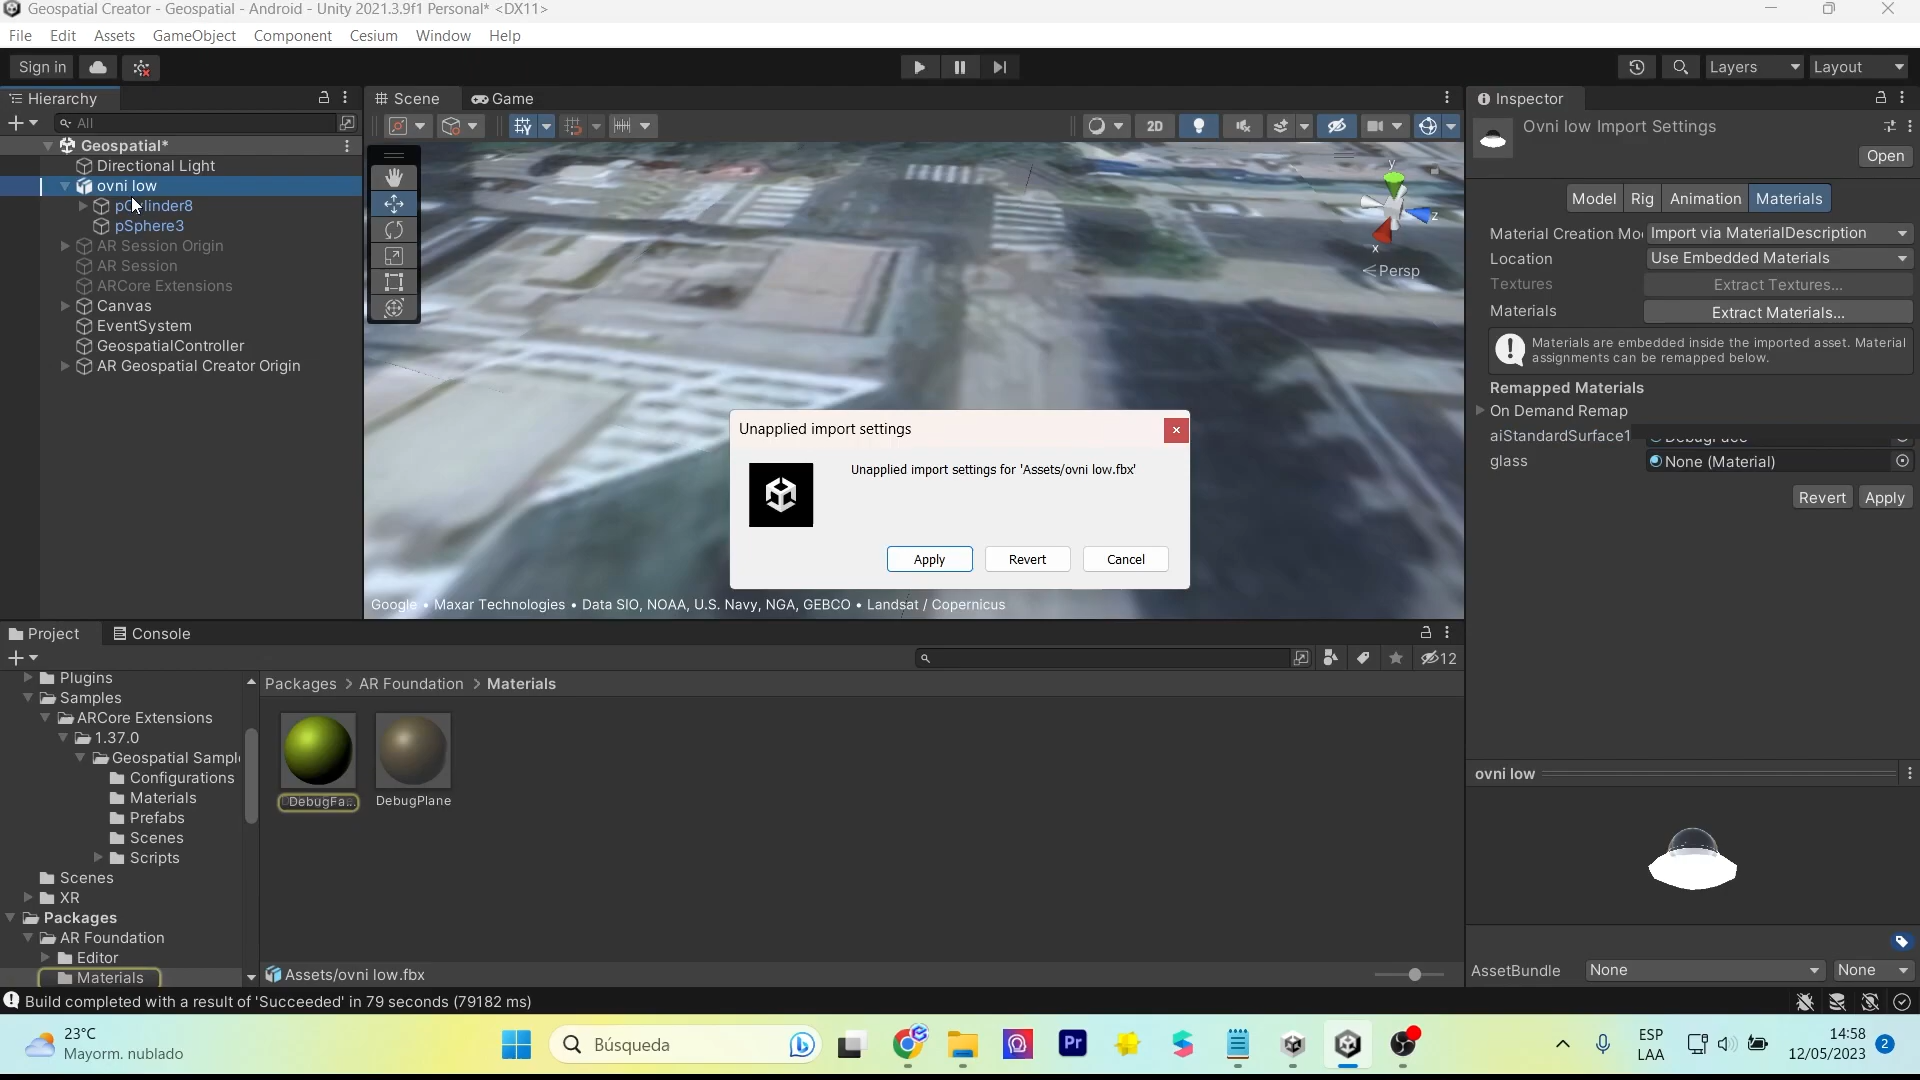 Geospatial Creator - Geospatial - Android - Unity 2021.3.9f1 Personal* <DX11>
File Edit Assets GameObject Component Cesium Window Help
Sign in
Layers
Layout
Hierarchy
All
Geospatial*
Directional Light
ovni low
pCylinder8
pSphere3
AR Session Origin
AR Session
ARCore Extensions
Canvas
EventSystem
GeospatialController
AR Geospatial Creator Origin
Scene
Game
2D
y
z
x
Persp
Google • Maxar Technologies • Data SIO, NOAA, U.S. Navy, NGA, GEBCO • Landsat / Copernicus
Unapplied import settings
Unapplied import settings for 'Assets/ovni low.fbx'
Apply
Revert
Cancel
Inspector
Ovni low Import Settings
Open
Model
Rig
Animation
Materials
Material Creation Mo
Import via MaterialDescription
Location
Use Embedded Materials
Textures
Extract Textures...
Materials
Extract Materials...
Materials are embedded inside the imported asset. Material
assignments can be remapped below.
Remapped Materials
On Demand Remap
aiStandardSurface1
DebugFace
glass
None (Material)
Revert
Apply
ovni low
AssetBundle
None
None
Project
Console
12
Plugins
Samples
ARCore Extensions
1.37.0
Geospatial Sampl
Configurations
Materials
Prefabs
Scenes
Scripts
Scenes
XR
Packages
AR Foundation
Editor
Materials
Packages > AR Foundation > Materials
DebugFa...
DebugPlane
Assets/ovni low.fbx
Build completed with a result of 'Succeeded' in 79 seconds (79182 ms)
23°C
Mayorm. nublado
Búsqueda
Pr
ESP
LAA
14:58
12/05/2023
2